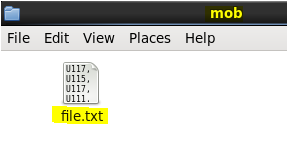 mob
File Edit View Places Help
U117,
U115,
U117,
U111.
file.txt